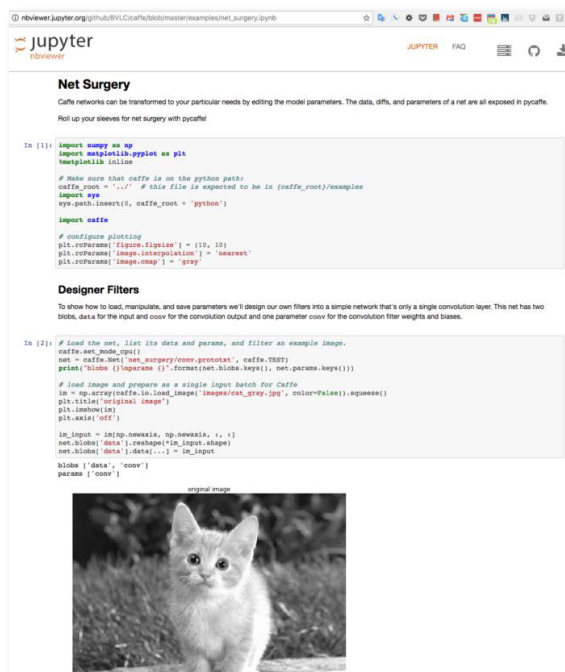 nbviewer.jupyter.org/github/BVLC/caffe/blob/master/examples/net_surgery.ipynb
jupyter
nbviewer
JUPYTER FAQ
Net Surgery
Caffe networks can be transformed to your particular needs by editing the model parameters. The data, diffs, and parameters of a net are all exposed in pycaffe.
Roll up your sleeves for net surgery with pycaffe!
In [1]: import numpy as np
import matplotlib.pyplot as plt
%matplotlib inline
# Make sure that caffe is on the python path:
caffe_root = '../' # this file is expected to be in {caffe_root}/examples
import sys
sys.path.insert(0, caffe_root + 'python')
import caffe
# configure plotting
plt.rcParams['figure.figsize'] = (10, 10)
plt.rcParams['image.interpolation'] = 'nearest'
plt.rcParams['image.cmap'] = 'gray'
Designer Filters
To show how to load, manipulate, and save parameters we'll design our own filters into a simple network that's only a single convolution layer. This net has two
blobs, data for the input and conv for the convolution output and one parameter conv for the convolution filter weights and biases.
In [2]: # Load the net, list its data and params, and filter an example image.
caffe.set_mode_cpu()
net = caffe.Net('net_surgery/conv.prototxt', caffe.TEST)
print("blobs {}\nparams {}".format(net.blobs.keys(), net.params.keys()))
# load image and prepare as a single input batch for Caffe
im = np.array(caffe.io.load_image('images/cat_gray.jpg', color=False)).squeeze()
plt.title("original image")
plt.imshow(im)
plt.axis('off')
im_input = im[np.newaxis, np.newaxis, :, :]
net.blobs['data'].reshape(*im_input.shape)
net.blobs['data'].data[...] = im_input
blobs ['data', 'conv']
params ['conv']
original image